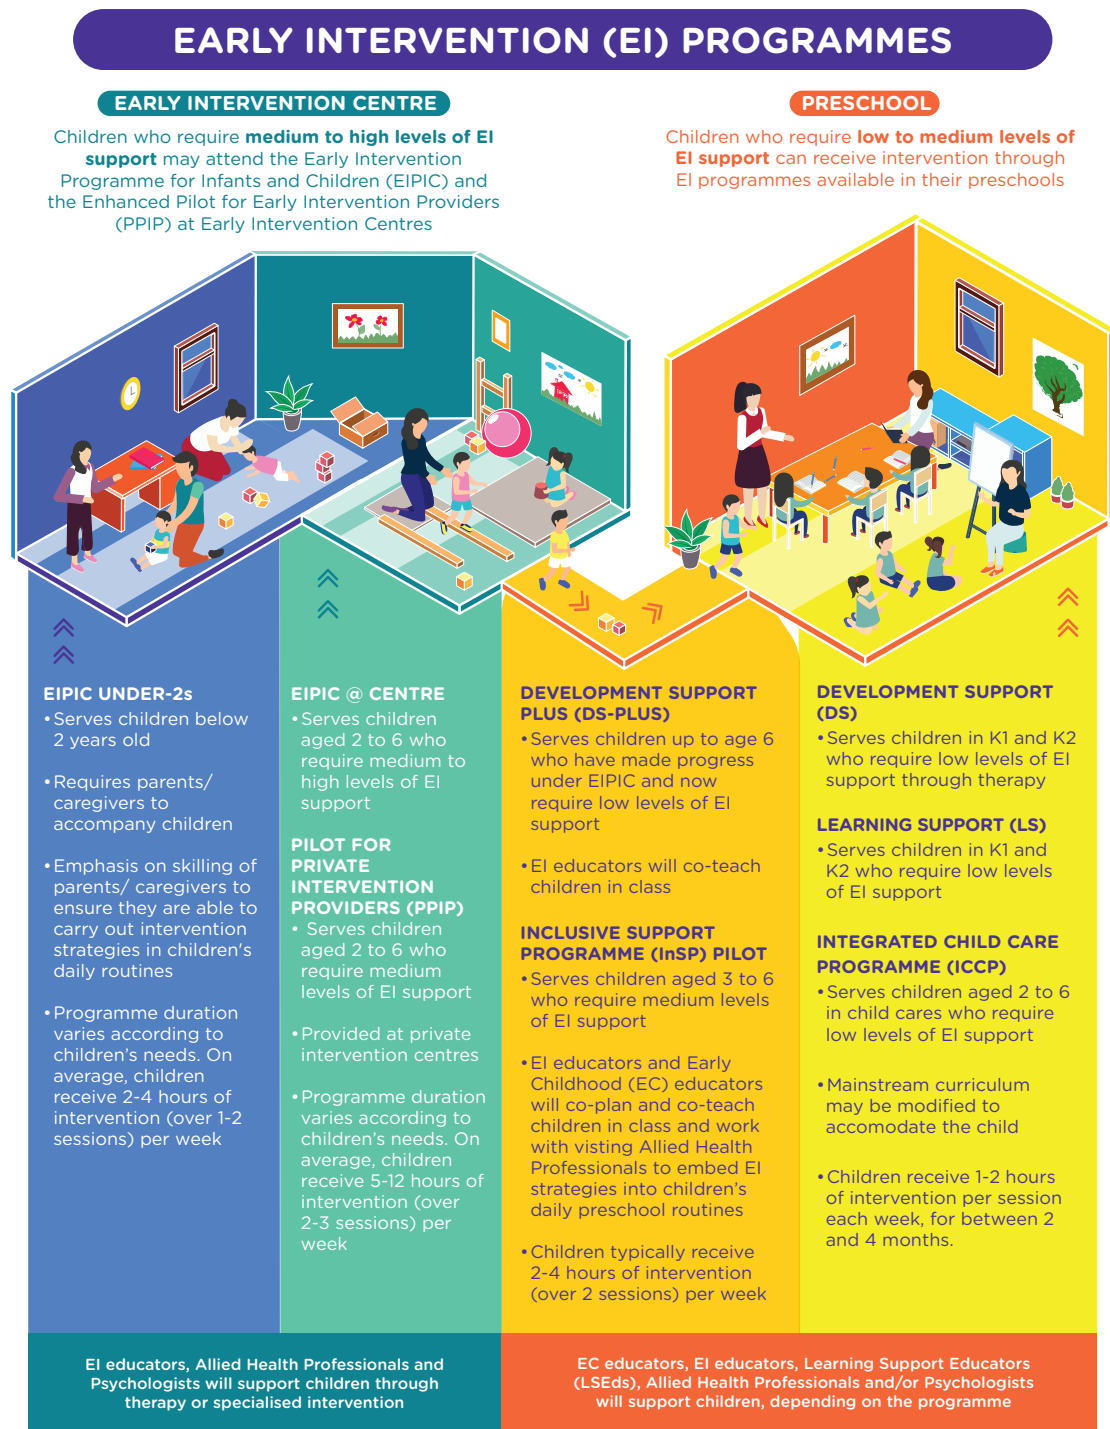 EARLY INTERVENTION (EI) PROGRAMMES
EARLY INTERVENTION CENTRE
Children who require medium to high levels of EI
support may attend the Early Intervention
Programme for Infants and Children (EIPIC) and
the Enhanced Pilot for Early Intervention Providers
(PPIP) at Early Intervention Centres
PRESCHOOL
Children who require low to medium levels of
EI support can receive intervention through
EI programmes available in their preschools
EIPIC UNDER-2s
• Serves children below
2 years old
• Requires parents/
caregivers to
accompany children
• Emphasis on skilling of
parents/ caregivers to
ensure they are able to
carry out intervention
strategies in children's
daily routines
• Programme duration
varies according to
children's needs. On
average, children
receive 2-4 hours of
intervention (over 1-2
sessions) per week
EIPIC @ CENTRE
• Serves children
aged 2 to 6 who
require medium to
high levels of EI
support
PILOT FOR
PRIVATE
INTERVENTION
PROVIDERS (PPIP)
• Serves children
aged 2 to 6 who
require medium
levels of EI support
• Provided at private
intervention centres
• Programme duration
varies according to
children's needs. On
average, children
receive 5-12 hours of
intervention (over
2-3 sessions) per
week
DEVELOPMENT SUPPORT
PLUS (DS-PLUS)
• Serves children up to age 6
who have made progress
under EIPIC and now
require low levels of EI
support
• EI educators will co-teach
children in class
INCLUSIVE SUPPORT
PROGRAMME (InSP) PILOT
• Serves children aged 3 to 6
who require medium levels
of EI support
• EI educators and Early
Childhood (EC) educators
will co-plan and co-teach
children in class and work
with visting Allied Health
Professionals to embed EI
strategies into children's
daily preschool routines
• Children typically receive
2-4 hours of intervention
(over 2 sessions) per week
DEVELOPMENT SUPPORT
(DS)
• Serves children in K1 and K2
who require low levels of EI
support through therapy
LEARNING SUPPORT (LS)
• Serves children in K1 and
K2 who require low levels
of EI support
INTEGRATED CHILD CARE
PROGRAMME (ICCP)
• Serves children aged 2 to 6
in child cares who require
low levels of EI support
• Mainstream curriculum
may be modified to
accomodate the child
• Children receive 1-2 hours
of intervention per session
each week, for between 2
and 4 months.
EI educators, Allied Health Professionals and
Psychologists will support children through
therapy or specialised intervention
EC educators, EI educators, Learning Support Educators
(LSEds), Allied Health Professionals and/or Psychologists
will support children, depending on the programme